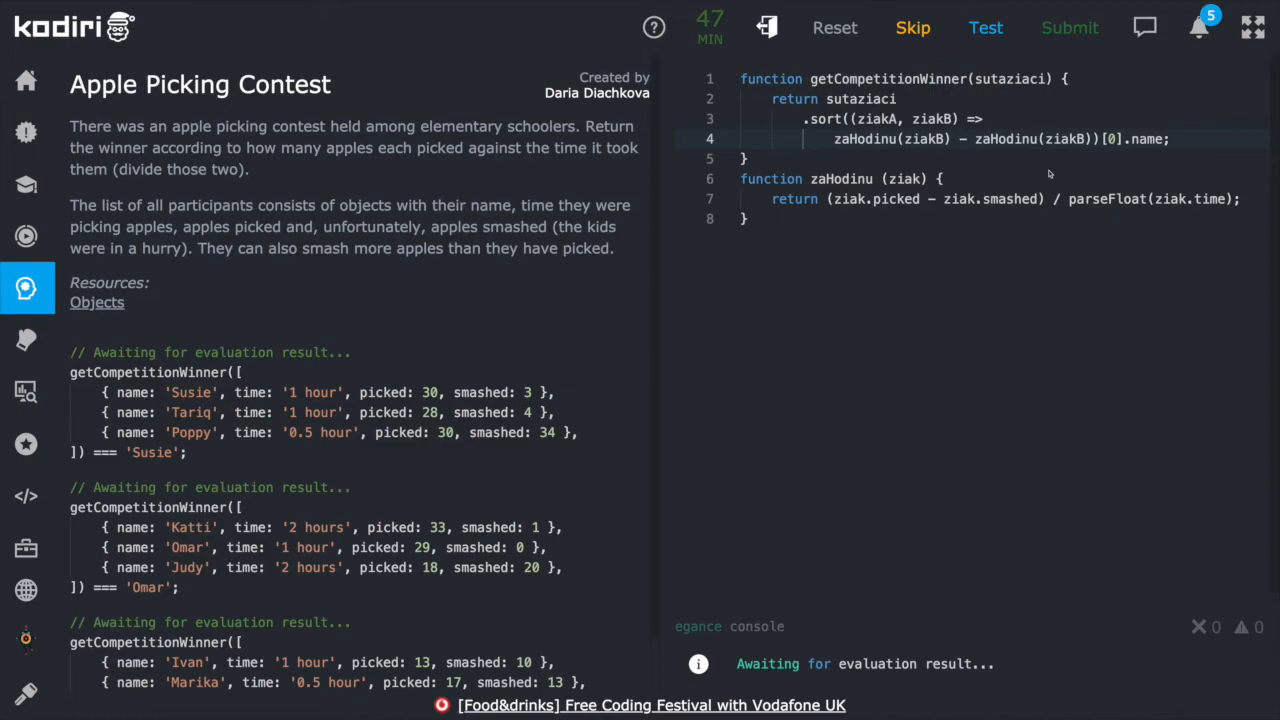 kodiri
47
MIN
Reset
Skip
Test
Submit
5
Apple Picking Contest
Created by
Daria Diachkova
There was an apple picking contest held among elementary schoolers. Return
the winner according to how many apples each picked against the time it took
them (divide those two).
The list of all participants consists of objects with their name, time they were
picking apples, apples picked and, unfortunately, apples smashed (the kids
were in a hurry). They can also smash more apples than they have picked.
Resources:
Objects
// Awaiting for evaluation result...
getCompetitionWinner([
{ name: 'Susie', time: '1 hour', picked: 30, smashed: 3 },
{ name: 'Tariq', time: '1 hour', picked: 28, smashed: 4 },
{ name: 'Poppy', time: '0.5 hour', picked: 30, smashed: 34 },
]) === 'Susie';
// Awaiting for evaluation result...
getCompetitionWinner([
{ name: 'Katti', time: '2 hours', picked: 33, smashed: 1 },
{ name: 'Omar', time: '1 hour', picked: 29, smashed: 0 },
{ name: 'Judy', time: '2 hours', picked: 18, smashed: 20 },
]) === 'Omar';
// Awaiting for evaluation result...
getCompetitionWinner([
{ name: 'Ivan', time: '1 hour', picked: 13, smashed: 10 },
{ name: 'Marika', time: '0.5 hour', picked: 17, smashed: 13 },
1 function getCompetitionWinner(sutaziaci) {
2 return sutaziaci
3 .sort((ziakA, ziakB) =>
4 zaHodinu(ziakB) - zaHodinu(ziakB))[0].name;
5 }
6 function zaHodinu (ziak) {
7 return (ziak.picked - ziak.smashed) / parseFloat(ziak.time);
8 }
egance console
0
0
Awaiting for evaluation result...
[Food&drinks] Free Coding Festival with Vodafone UK